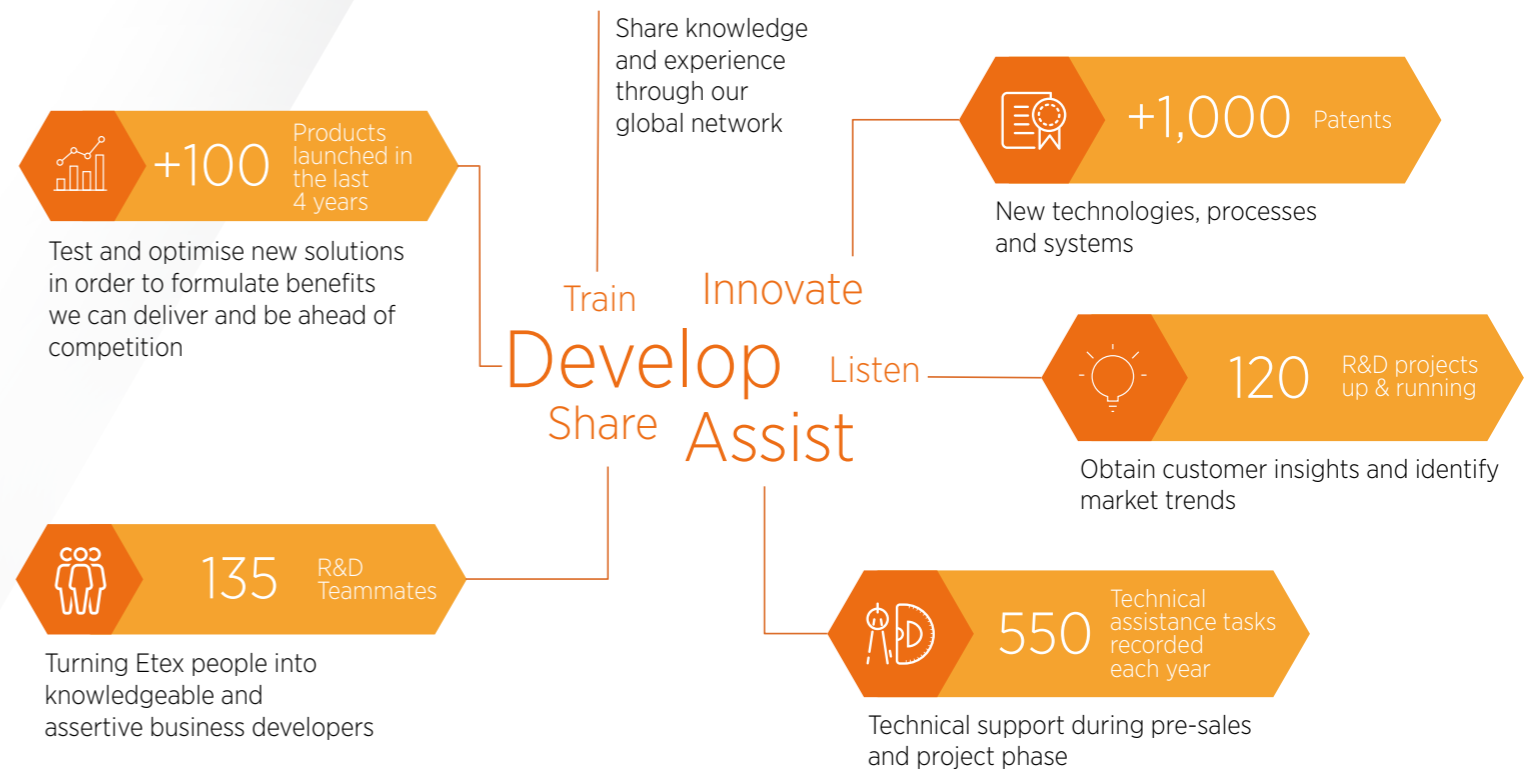 Share knowledge
and experience
through our
global network
+100
Products
launched in
the last
4 years
Test and optimise new solutions
in order to formulate benefits
we can deliver and be ahead of
competition
+1,000 Patents
New technologies, processes
and systems
Train
Innovate
Develop
Listen
Share
Assist
120
R&D projects
up & running
Obtain customer insights and identify
market trends
135
R&D
Teammates
Turning Etex people into
knowledgeable and
assertive business developers
550
Technical
assistance tasks
recorded
each year
Technical support during pre-sales
and project phase